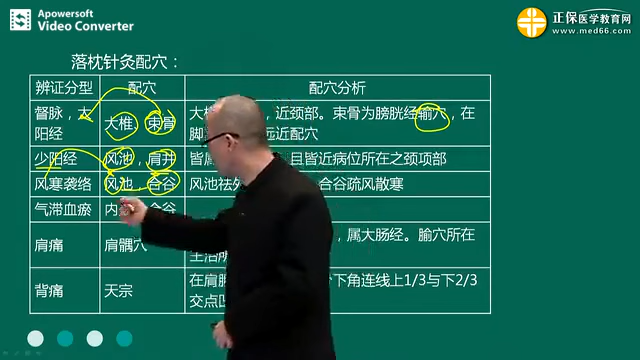 Apowersoft
Video Converter
正保医学教育网
www.med66.com
落枕针灸配穴：
辨证分型 配穴 配穴分析
督脉，太阳经 大椎，束骨 大椎 ，近颈部。束骨为膀胱经输穴，在
脚 远近配穴
少阳经 风池，肩井 皆属 且皆近病位所在之颈项部
风寒袭络 风池，合谷 风池祛外 合谷疏风散寒
气滞血瘀 内 合谷
肩痛 肩髃穴 ，属大肠经。腧穴所在
背痛 天宗 在肩胛 下角连线上1/3与下2/3
交点